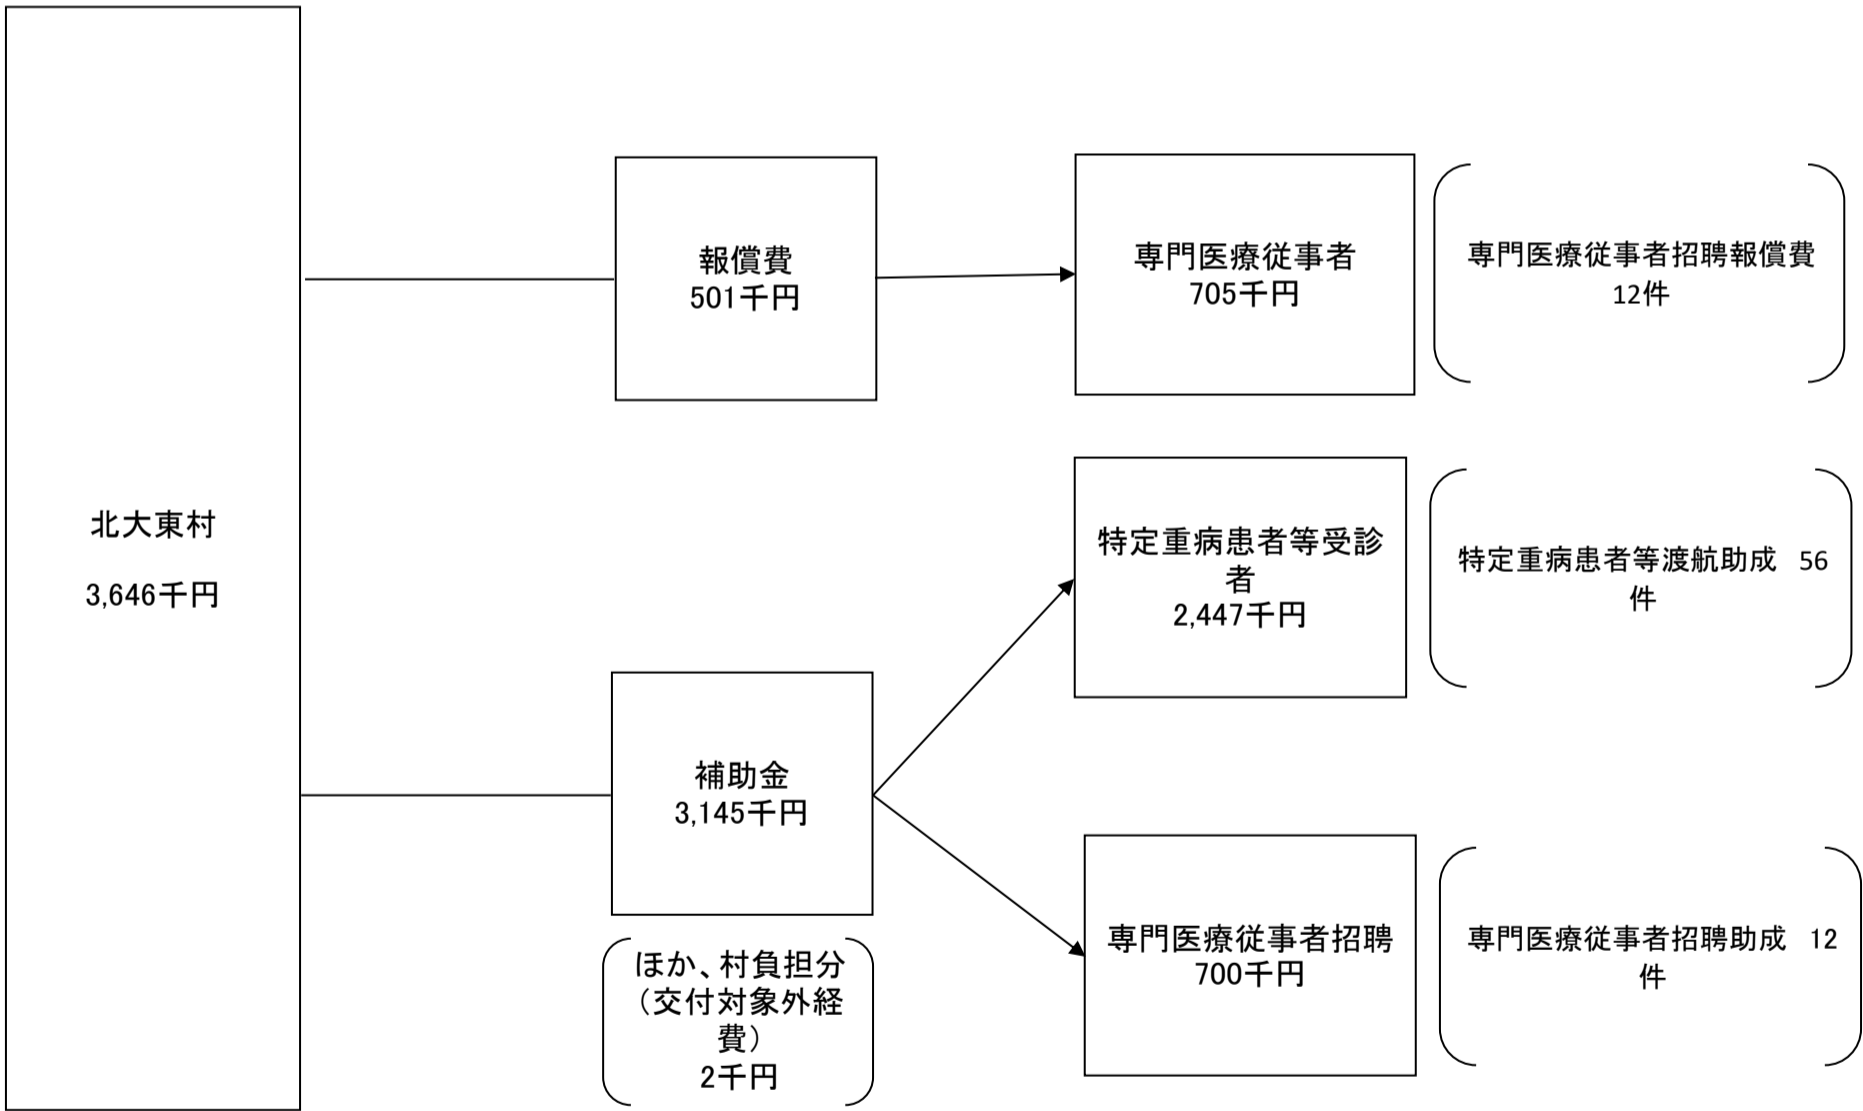 北大東村
3,646千円
報償費
501千円
専門医療従事者
705千円
専門医療従事者招聘報償費
12件
特定重病患者等受診
者
2,447千円
特定重病患者等渡航助成 56
件
補助金
3,145千円
ほか、村負担分
（交付対象外経
費）
2千円
専門医療従事者招聘
700千円
専門医療従事者招聘助成 12
件